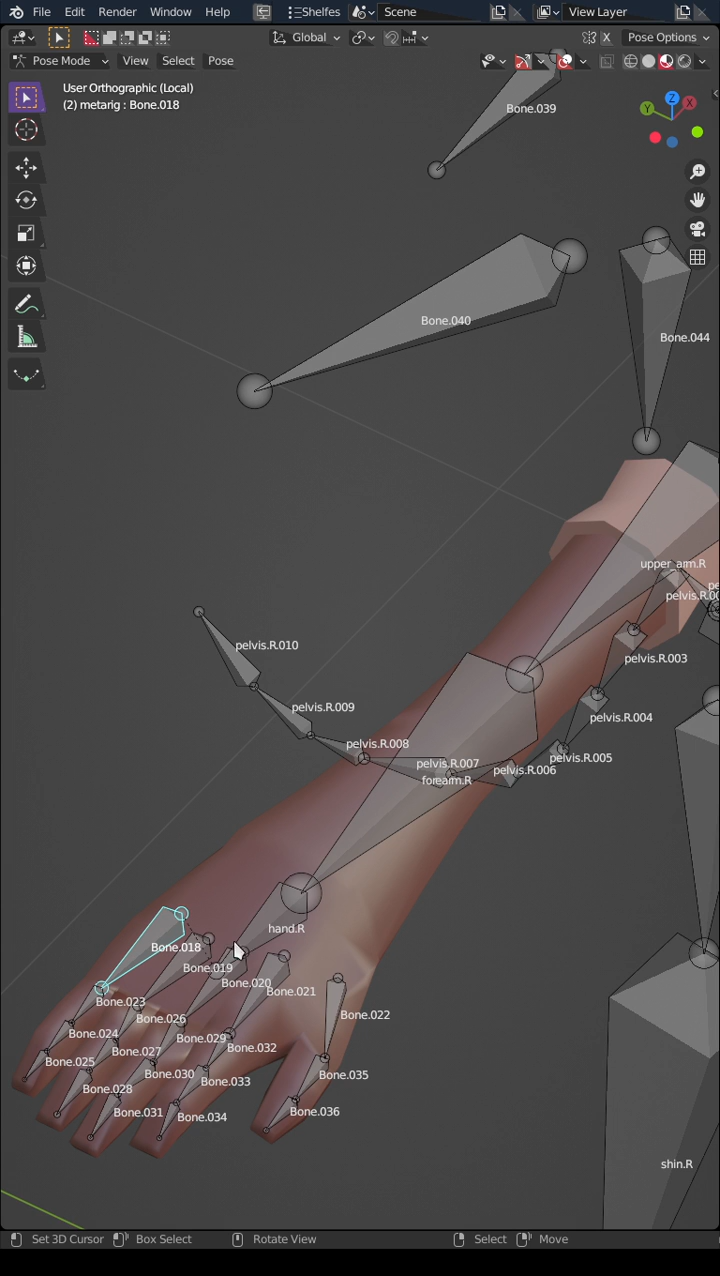 File Edit Render Window Help Shelfes Scene View Layer
Global X Pose Options
Pose Mode View Select Pose
User Orthographic (Local)
(2) metarig : Bone.018
Z
Y
X
Bone.039
Bone.040
Bone.044
upper_arm.R
pelvis.R.010
pelvis.R.003
pelvis.R.009
pelvis.R.004
pelvis.R.008
pelvis.R.005
pelvis.R.007
pelvis.R.006
forearm.R
hand.R
Bone.018
Bone.019
Bone.020
Bone.021
Bone.023
Bone.022
Bone.026
Bone.024
Bone.029
Bone.032
Bone.027
Bone.025
Bone.030
Bone.035
Bone.033
Bone.028
Bone.031
Bone.036
Bone.034
shin.R
Set 3D Cursor Box Select Rotate View Select Move